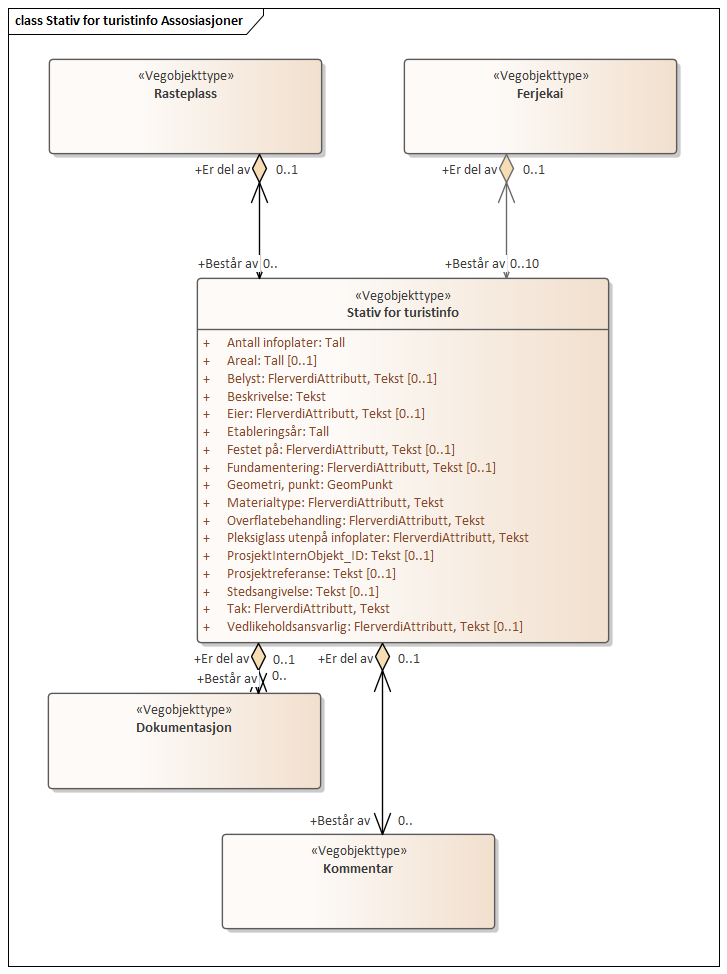 class Stativ for turistinfo Assosiasjoner
«Vegobjekttype»
Rasteplass
«Vegobjekttype»
Ferjekai
+Er del av 0..1
+Er del av 0..1
+Består av 0..
+Består av 0..10
«Vegobjekttype»
Stativ for turistinfo
+ Antall infoplater: Tall
+ Areal: Tall [0..1]
+ Belyst: FlerverdiAttributt, Tekst [0..1]
+ Beskrivelse: Tekst
+ Eier: FlerverdiAttributt, Tekst [0..1]
+ Etableringsår: Tall
+ Festet på: FlerverdiAttributt, Tekst [0..1]
+ Fundamentering: FlerverdiAttributt, Tekst [0..1]
+ Geometri, punkt: GeomPunkt
+ Materialtype: FlerverdiAttributt, Tekst
+ Overflatebehandling: FlerverdiAttributt, Tekst
+ Pleksiglass utenpå infoplater: FlerverdiAttributt, Tekst
+ ProsjektInternObjekt_ID: Tekst [0..1]
+ Prosjektreferanse: Tekst [0..1]
+ Stedsangivelse: Tekst [0..1]
+ Tak: FlerverdiAttributt, Tekst
+ Vedlikeholdsansvarlig: FlerverdiAttributt, Tekst [0..1]
+Er del av 0..1
+Er del av 0..1
+Består av 0..
«Vegobjekttype»
Dokumentasjon
+Består av 0..
«Vegobjekttype»
Kommentar